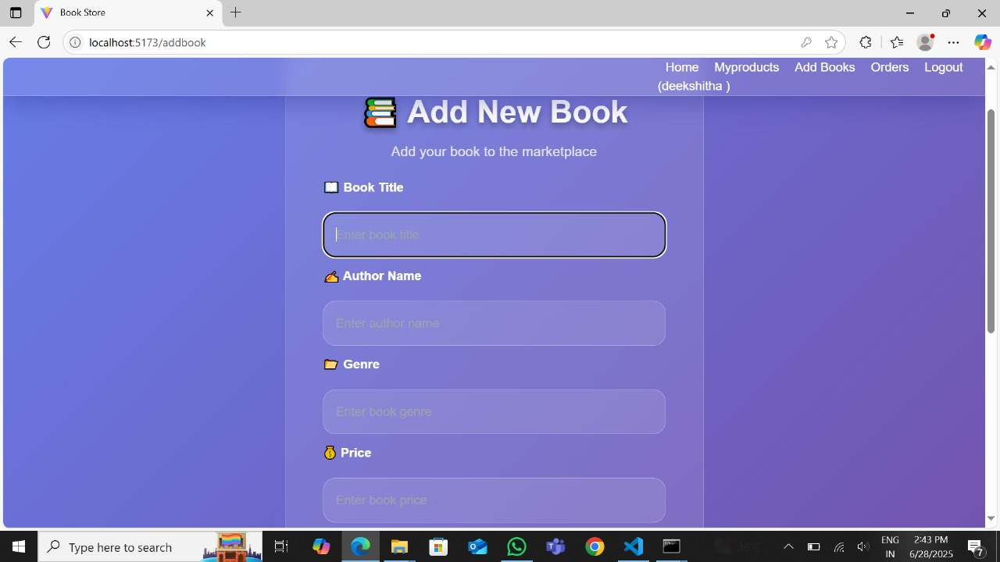 Book Store
localhost:5173/addbook
Home Myproducts Add Books Orders Logout
(deekshitha )
Add New Book
Add your book to the marketplace
Book Title
Enter book title
Author Name
Enter author name
Genre
Enter book genre
Price
Enter book price
Type here to search
36°C
ENG
IN
2:43 PM
6/28/2025
7